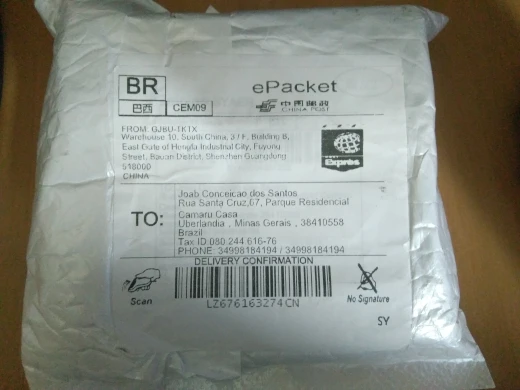 BR
ePacket
巴西
CEM09
中国邮政
CHINA POST
FROM: GJBU-TKTX
Warehouse 10, South China, 3/F, Building B,
East Gate of Hengfa Industrial City, Fuyong
Street, Baoan District, Shenzhen Guangdong
518000
CHINA
Express
Joab Conceicao dos Santos
Rua Santa Cruz,67, Parque Residencial
TO:
Camaru Casa
Uberlandia , Minas Gerais , 38410558
Brazil
Tax ID:080 244 616-76
PHONE: 34998184194 / 34998184194
DELIVERY CONFIRMATION
Scan
No Signature
LZ676163274CN
SY